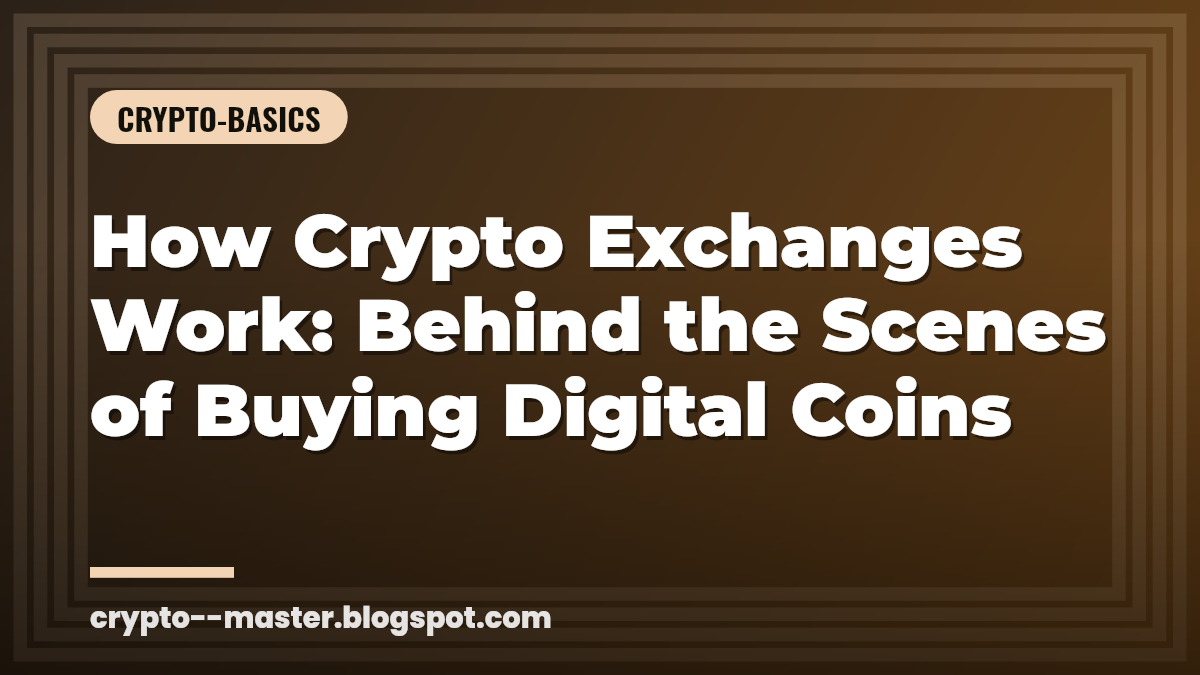 CRYPTO-BASICS
How Crypto Exchanges
Work: Behind the Scenes
of Buying Digital Coins
crypto--master.blogspot.com